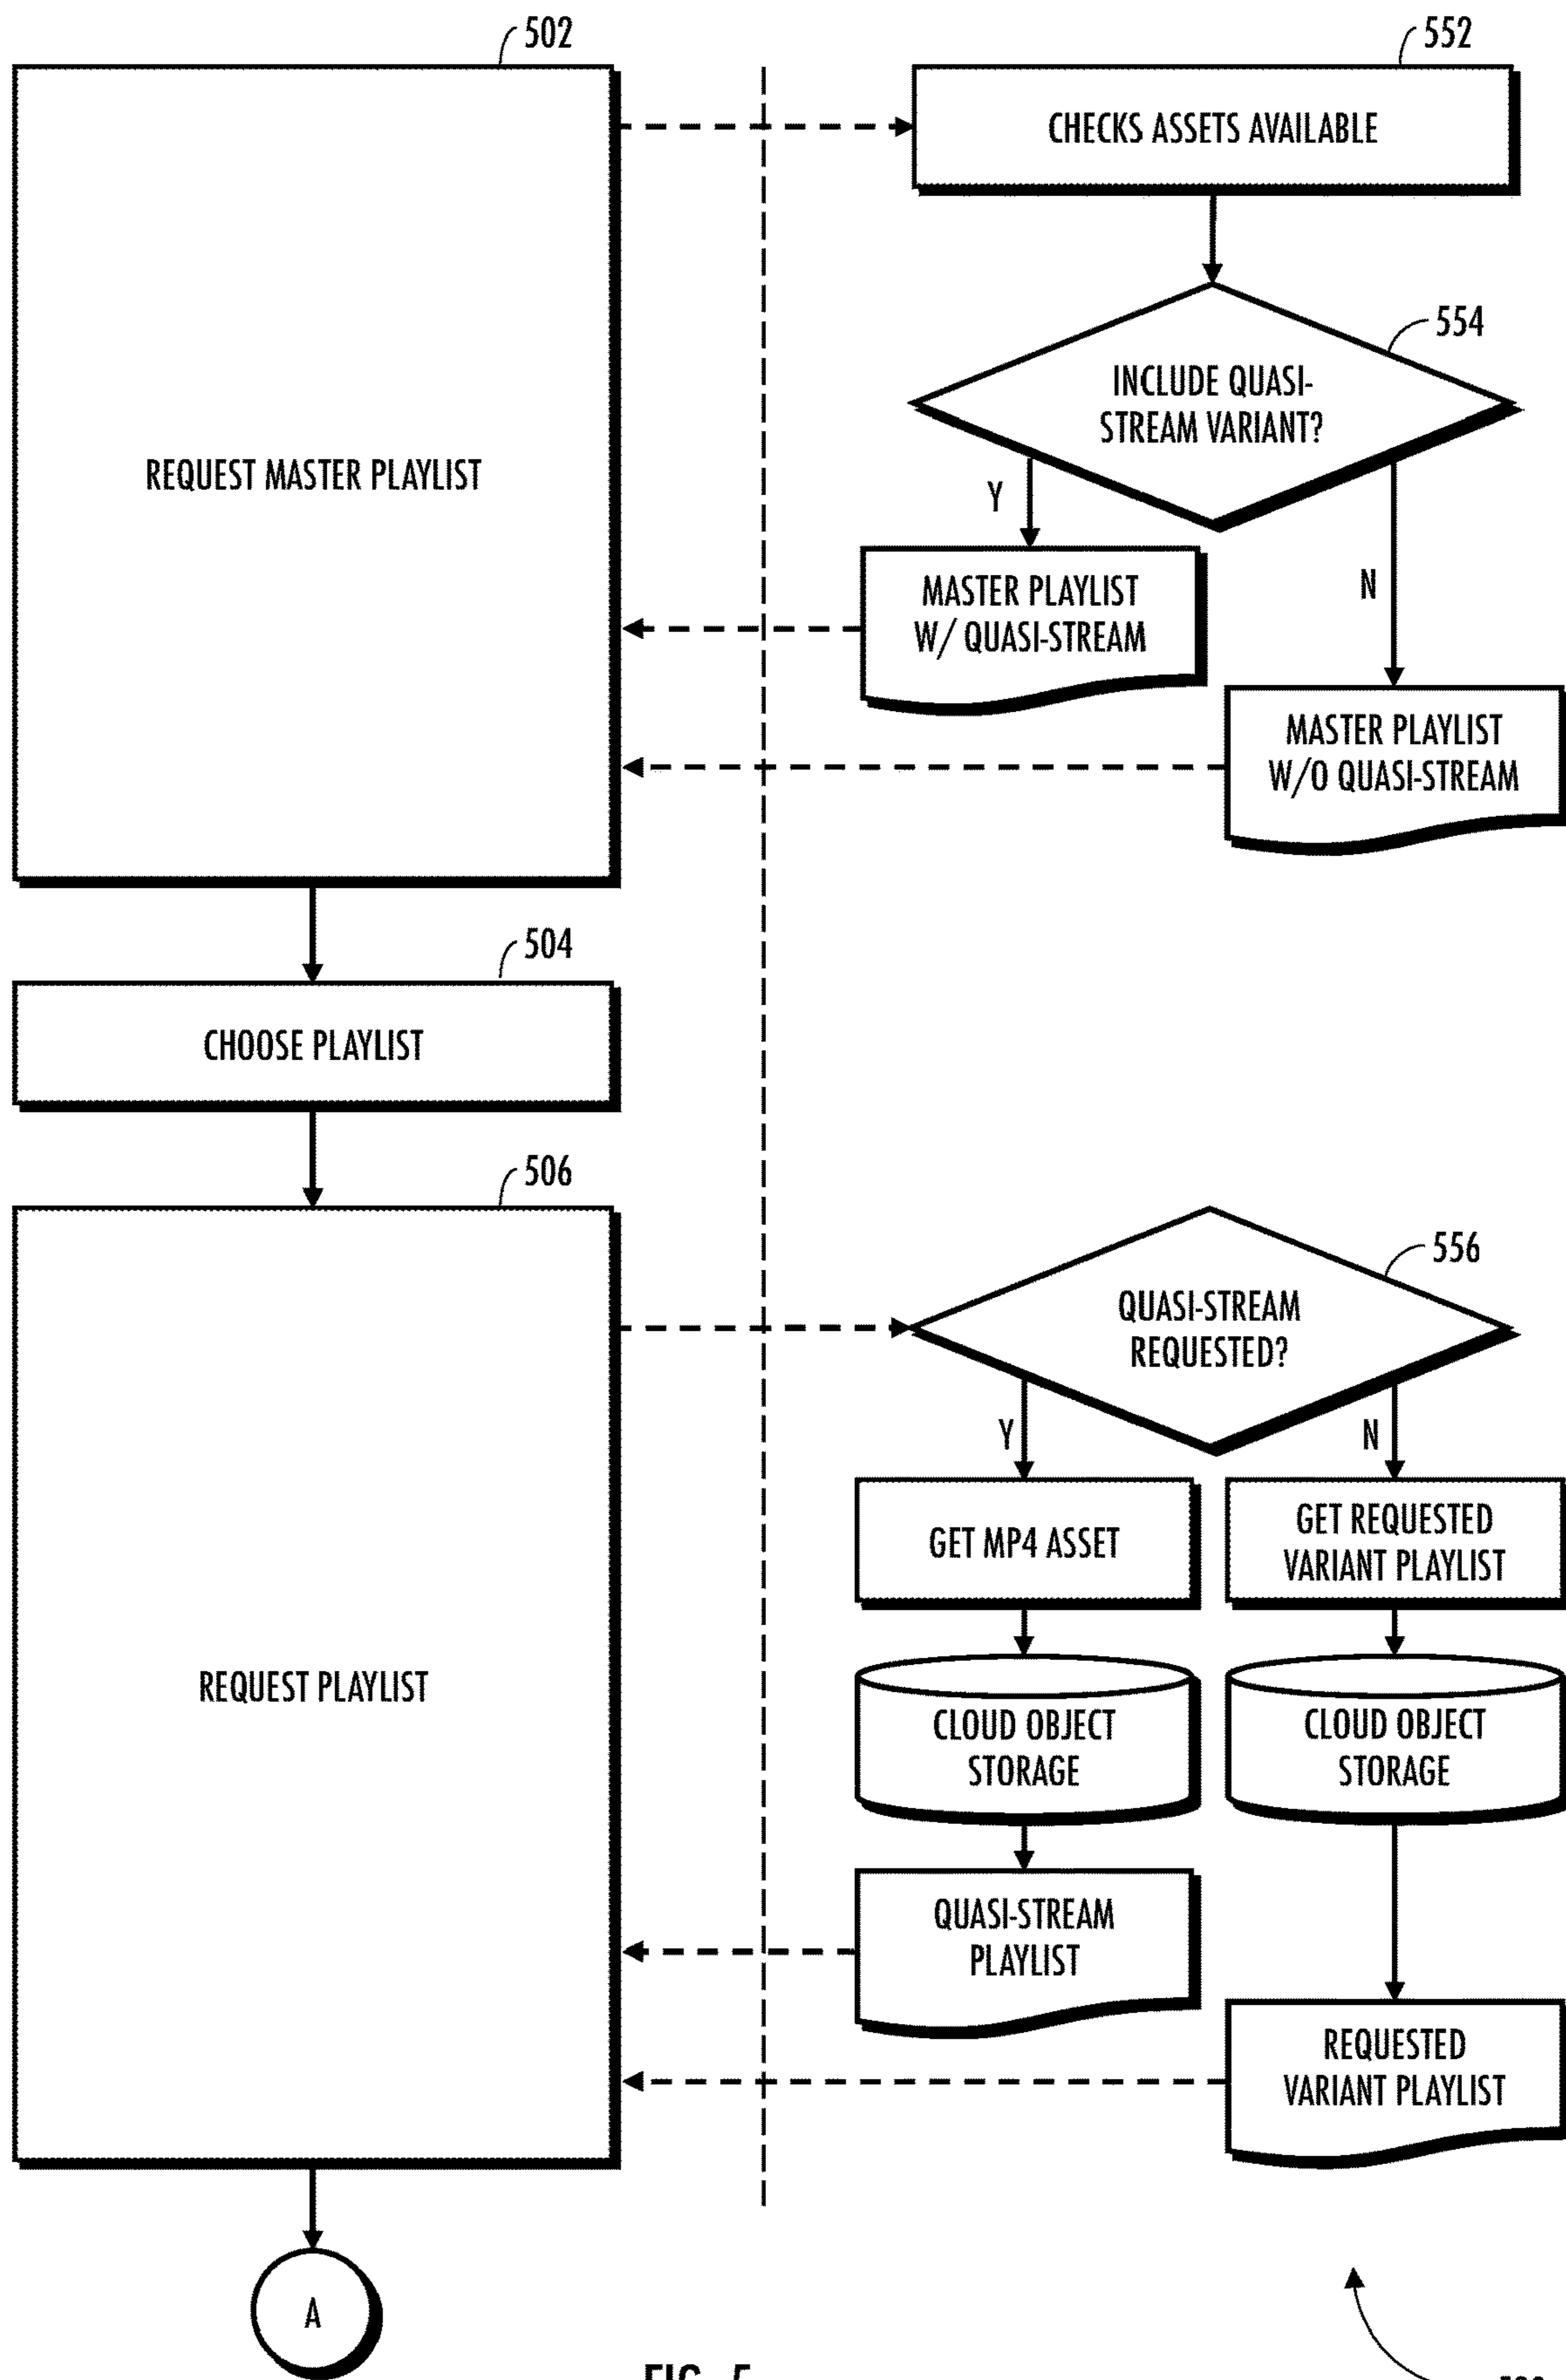 502
552
REQUEST MASTER PLAYLIST
CHECKS ASSETS AVAILABLE
554
INCLUDE QUASI-
STREAM VARIANT?
Y
N
MASTER PLAYLIST
W/ QUASI-STREAM
MASTER PLAYLIST
W/O QUASI-STREAM
504
CHOOSE PLAYLIST
506
REQUEST PLAYLIST
556
QUASI-STREAM
REQUESTED?
Y
N
GET MP4 ASSET
GET REQUESTED
VARIANT PLAYLIST
CLOUD OBJECT
STORAGE
CLOUD OBJECT
STORAGE
QUASI-STREAM
PLAYLIST
REQUESTED
VARIANT PLAYLIST
A
FIG. 5